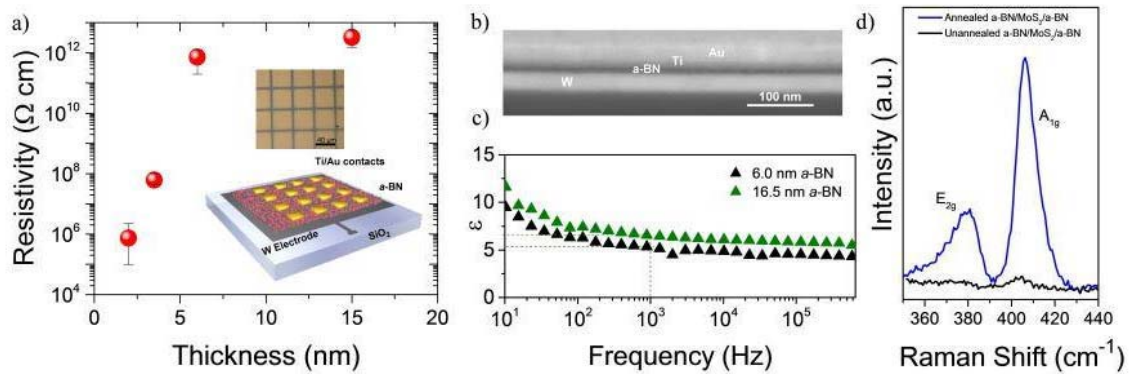 a)
Resistivity (Ω cm)
10^12
10^10
10^8
10^6
10^4
0 5 10 15 20
Thickness (nm)
40 μm
Ti/Au contacts
a-BN
W Electrode
SiO2
b)
Au
Ti
a-BN
W
100 nm
c)
15
10
5
0
ε
6.0 nm a-BN
16.5 nm a-BN
10^1 10^2 10^3 10^4 10^5
Frequency (Hz)
d)
Annealed a-BN/MoS2/a-BN
Unannealed a-BN/MoS2/a-BN
A1g
E2g
Intensity (a.u.)
350 380 400 420 440
Raman Shift (cm^-1)